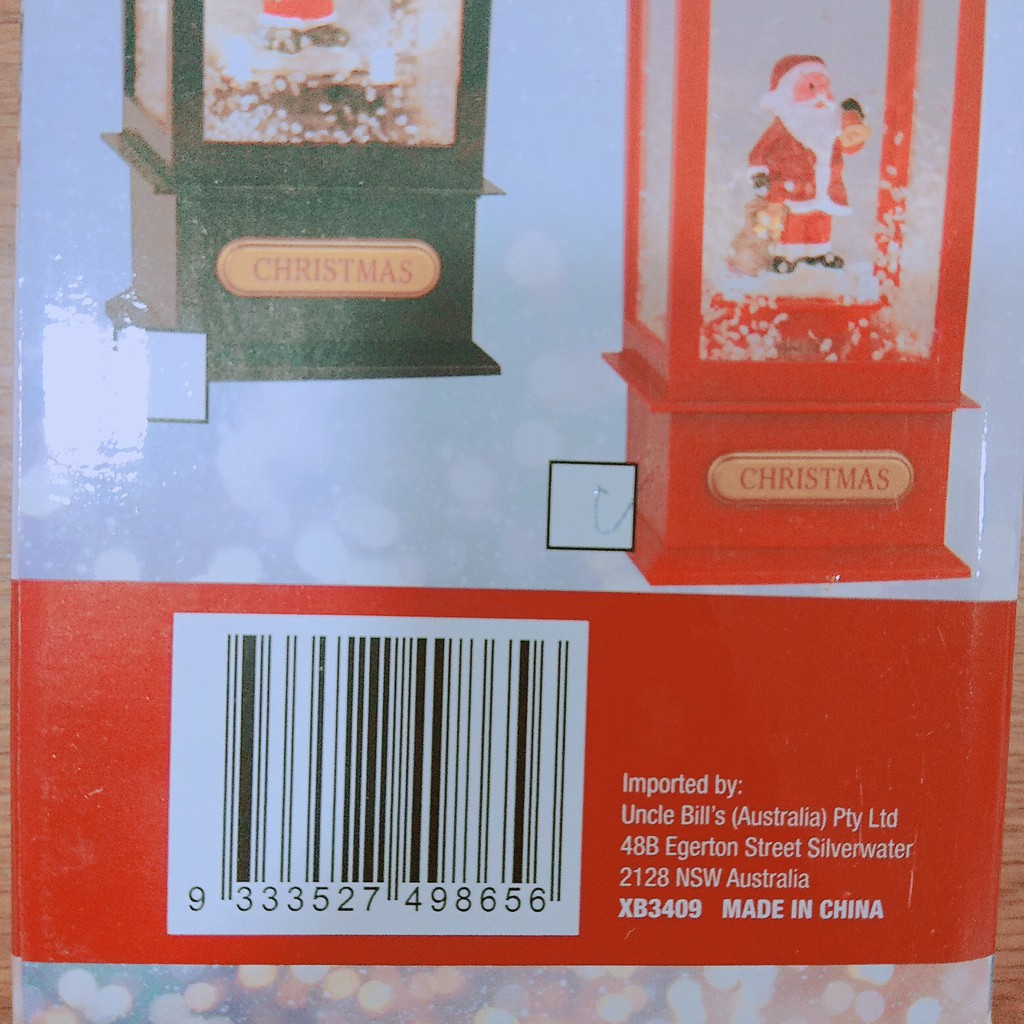 CHRISTMAS
CHRISTMAS
9 333527 498656
Imported by:
Uncle Bill's (Australia) Pty Ltd
48B Egerton Street Silverwater
2128 NSW Australia
XB3409 MADE IN CHINA